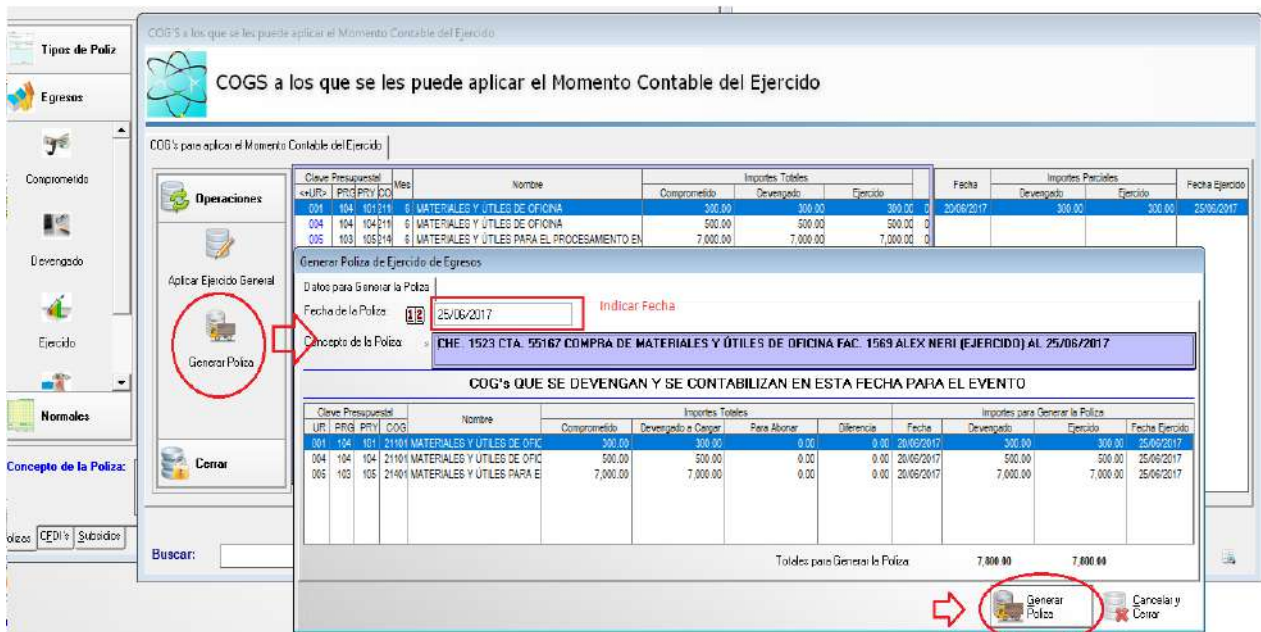 COG'S a los que se les puede aplicar el Momento Contable del Ejercido
Tipos de Poliz
Egresos
Comprometido
Devengado
Ejercido
Normales
Concepto de la Poliza:
olizas CFDI's Subsidios
COGS a los que se les puede aplicar el Momento Contable del Ejercido
COG's para aplicar el Momento Contable del Ejercido
Operaciones
Aplicar Ejercido General
Generar Poliza
Cerrar
Buscar:
Clave Presupuestal Mes Nombre Importes Totales Fecha Importes Parciales Fecha Ejercido
<+UR> PRG PRY CO Comprometido Devengado Ejercido Devengado Ejercido
001 104 101 211 6 MATERIALES Y ÚTILES DE OFICINA 300.00 300.00 300.00 0 20/06/2017 300.00 300.00 25/06/2017
004 104 104 211 6 MATERIALES Y ÚTILES DE OFICINA 500.00 500.00 500.00 0
005 103 105 214 6 MATERIALES Y ÚTILES PARA EL PROCESAMIENTO EN 7,000.00 7,000.00 7,000.00 0
Generar Poliza de Ejercido de Egresos
Datos para Generar la Poliza
Fecha de la Poliza: 12 25/06/2017 Indicar Fecha
Concepto de la Poliza: CHE. 1523 CTA. 55167 COMPRA DE MATERIALES Y ÚTILES DE OFICINA FAC. 1569 ALEX NERI (EJERCIDO) AL 25/06/2017
COG's QUE SE DEVENGAN Y SE CONTABILIZAN EN ESTA FECHA PARA EL EVENTO
Clave Presupuestal Nombre Importes Totales Importes para Generar la Poliza
UR PRG PRY COG Comprometido Devengado a Cargar Para Abonar Diferencia Fecha Devengado Ejercido Fecha Ejercido
001 104 101 21101 MATERIALES Y ÚTILES DE OFIC 300.00 300.00 0.00 0.00 20/06/2017 300.00 300.00 25/06/2017
004 104 104 21101 MATERIALES Y ÚTILES DE OFIC 500.00 500.00 0.00 0.00 20/06/2017 500.00 500.00 25/06/2017
005 103 105 21401 MATERIALES Y ÚTILES PARA E 7,000.00 7,000.00 0.00 0.00 20/06/2017 7,000.00 7,000.00 25/06/2017
Totales para Generar la Poliza: 7,800.00 7,800.00
Generar Poliza
Cancelar y Cerrar